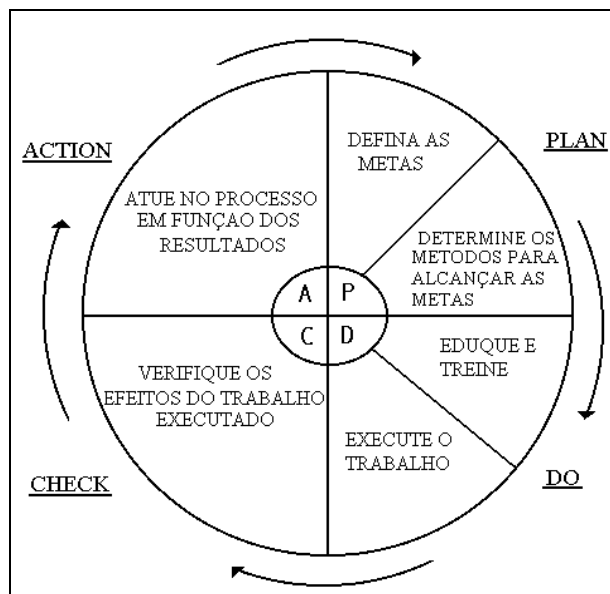 ACTION
PLAN
DEFINA AS
METAS
ATUE NO PROCESSO
EM FUNÇAO DOS
RESULTADOS
DETERMINE OS
METODOS PARA
ALCANÇAR AS
METAS
A P
C D
EDUQUE E
TREINE
VERIFIQUE OS
EFEITOS DO TRABALHO
EXECUTADO
EXECUTE O
TRABALHO
CHECK
DO